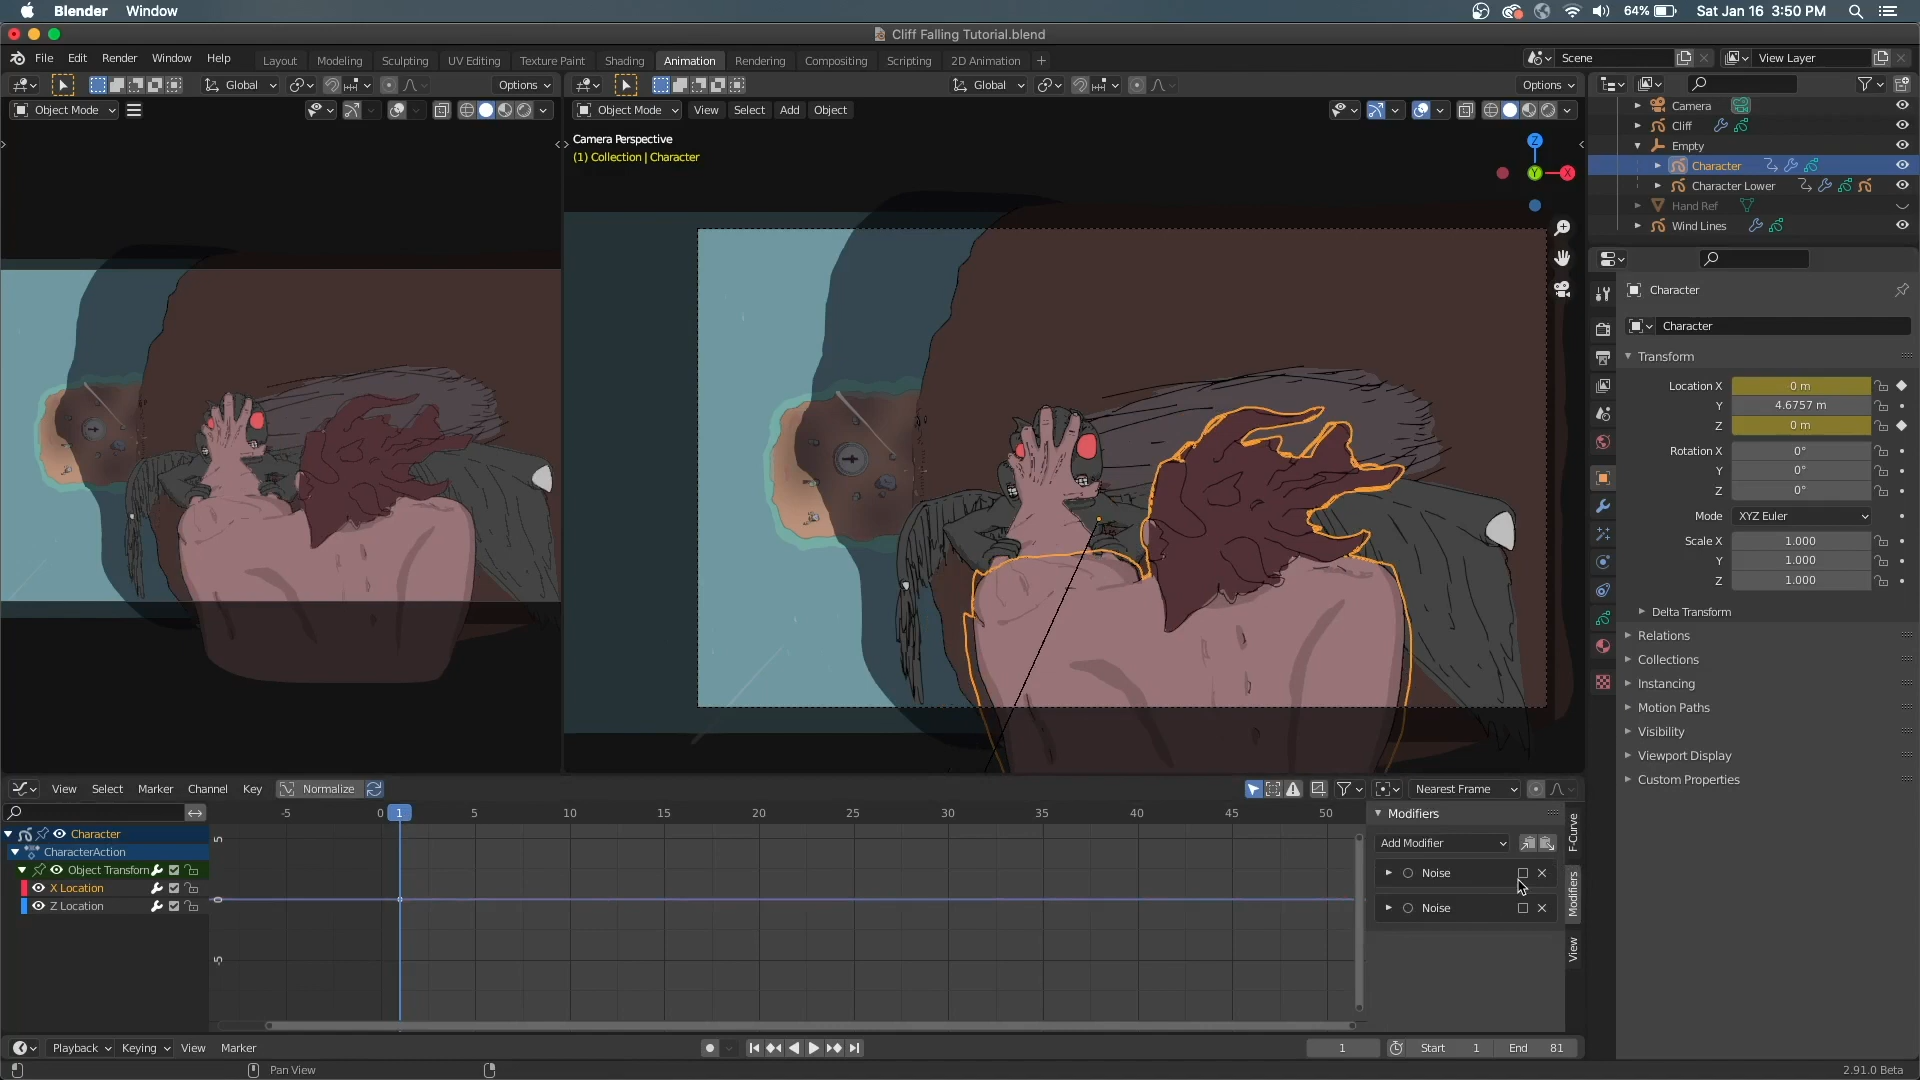 Blender Window 64% Sat Jan 16 3:50 PM
Cliff Falling Tutorial.blend
File Edit Render Window Help Layout Modeling Sculpting UV Editing Texture Paint Shading Animation Rendering Compositing Scripting 2D Animation + Scene View Layer
Global Options Global Options
Object Mode Object Mode View Select Add Object
Camera Perspective
(1) Collection | Character
Z
Y
X
Camera
Cliff
Empty
Character
Character Lower
Hand Ref
Wind Lines
Character
Character
Transform
Location X 0 m
Y 4.6757 m
Z 0 m
Rotation X 0°
Y 0°
Z 0°
Mode XYZ Euler
Scale X 1.000
Y 1.000
Z 1.000
Delta Transform
Relations
Collections
Instancing
Motion Paths
Visibility
Viewport Display
Custom Properties
View Select Marker Channel Key Normalize Nearest Frame
-5 0 1 5 10 15 20 25 30 35 40 45 50
5
0
-5
Character
CharacterAction
Object Transforn
X Location
Z Location
Modifiers
Add Modifier
Noise
Noise
F-Curve
Modifiers
View
Playback Keying View Marker 1 Start 1 End 81
Pan View 2.91.0 Beta